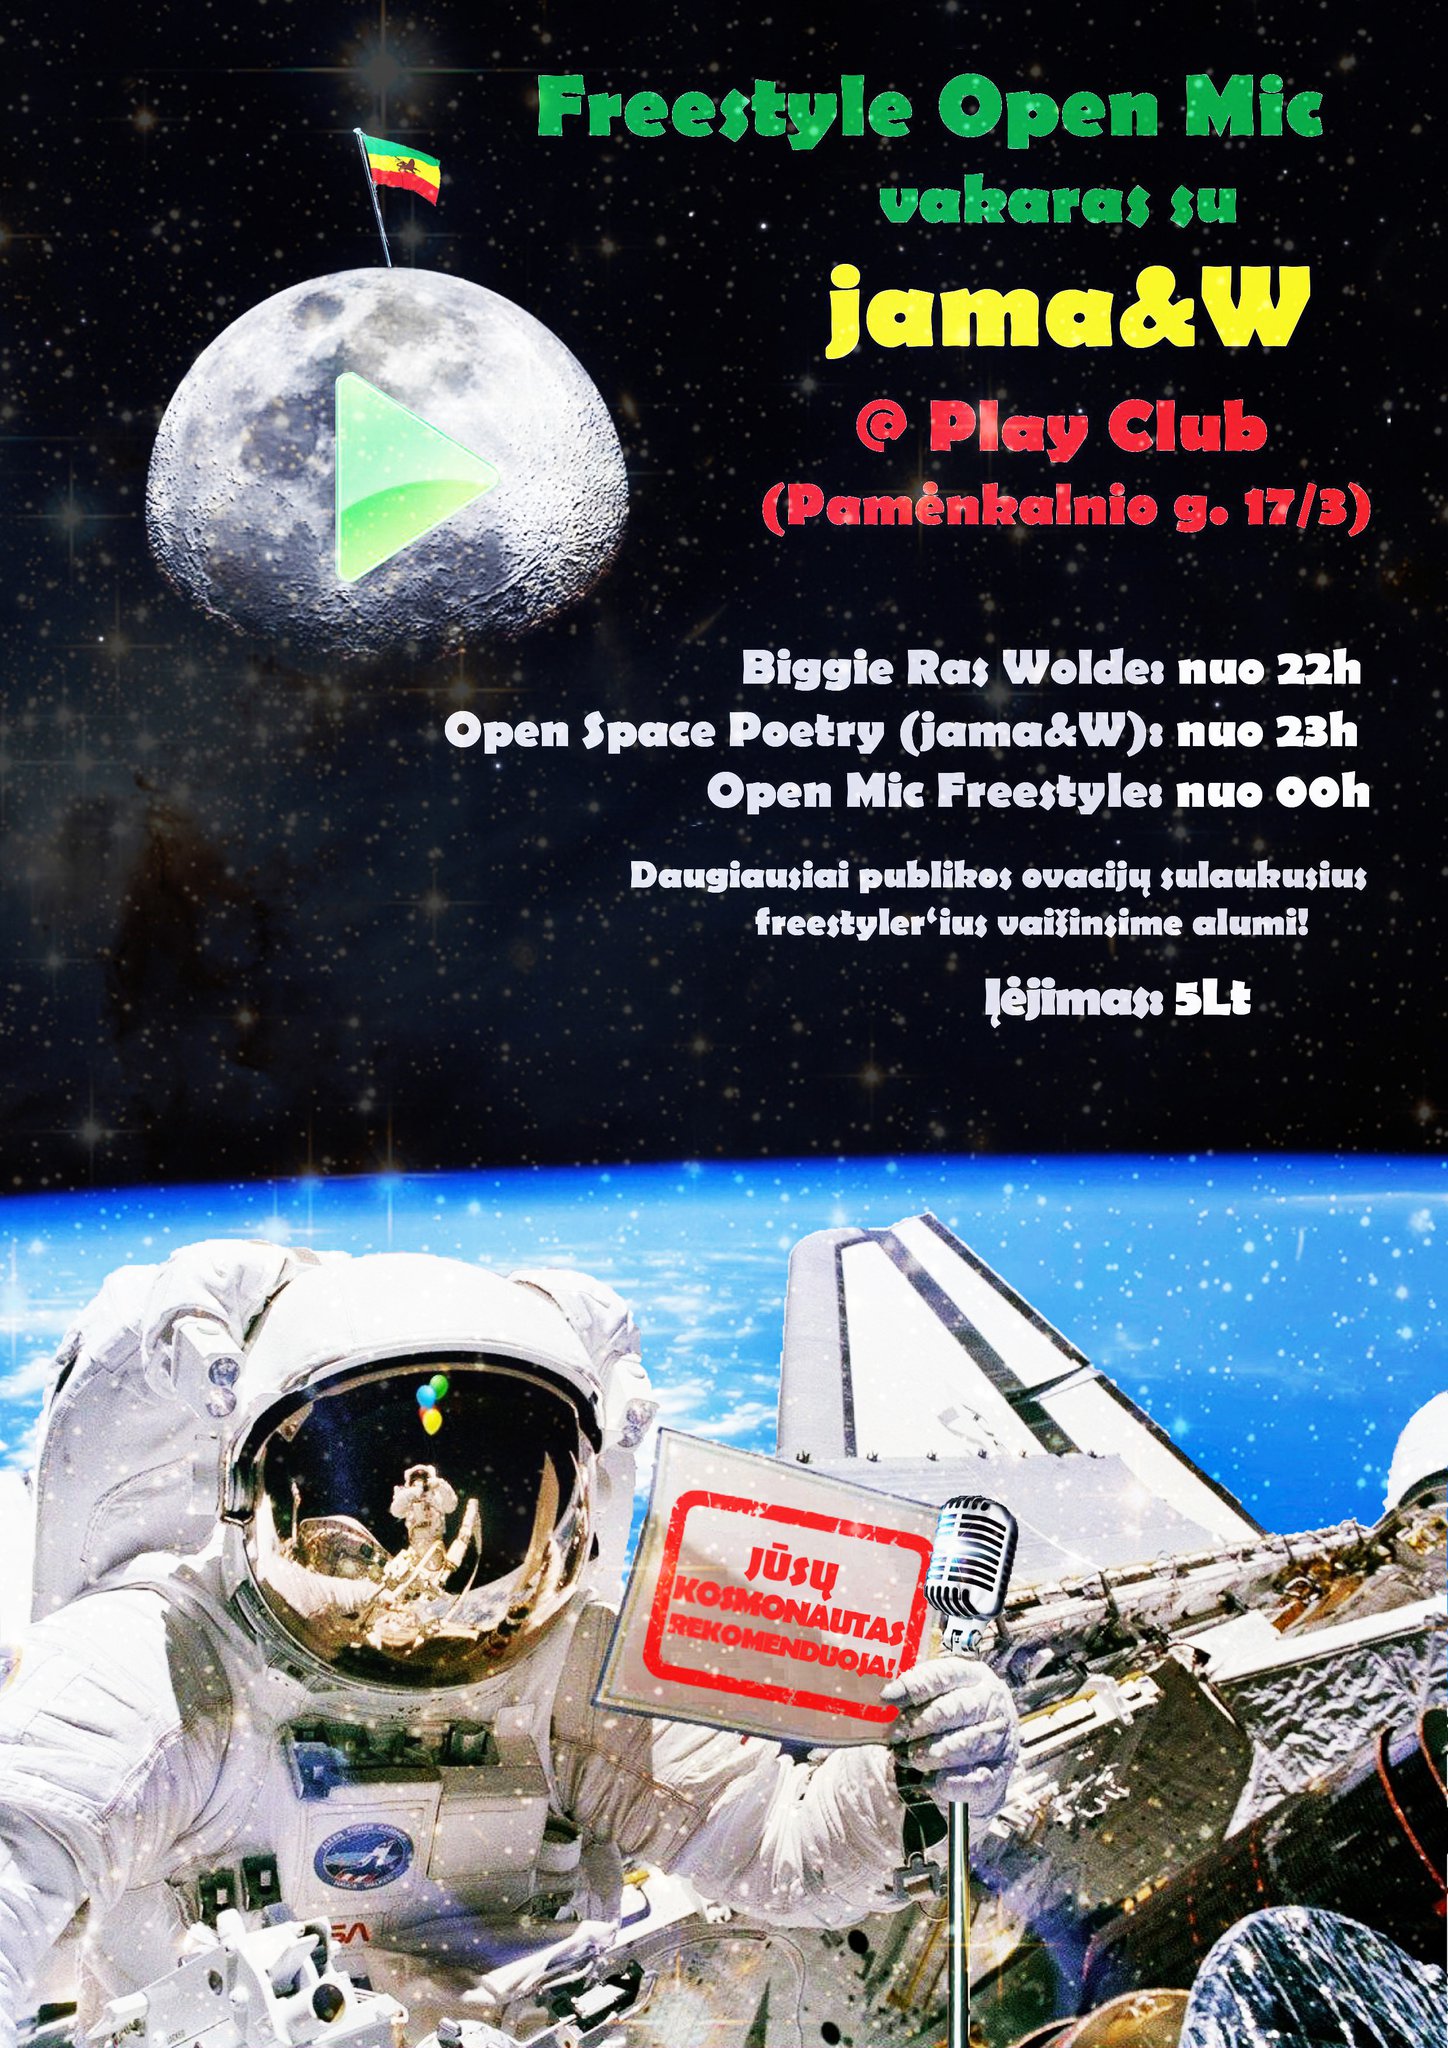 Freestyle Open Mic
vakaras su
jama&W
@ Play Club
(Pamėnkalnio g. 17/3)
Biggie Ras Wolde: nuo 22h
Open Space Poetry (jama&W): nuo 23h
Open Mic Freestyle: nuo 00h
Daugiausiai publikos ovacijų sulaukusius
freestyler‘ius vaišinsime alumi!
Įėjimas: 5Lt
JŪSŲ
KOSMONAUTAS
REKOMENDUOJA!